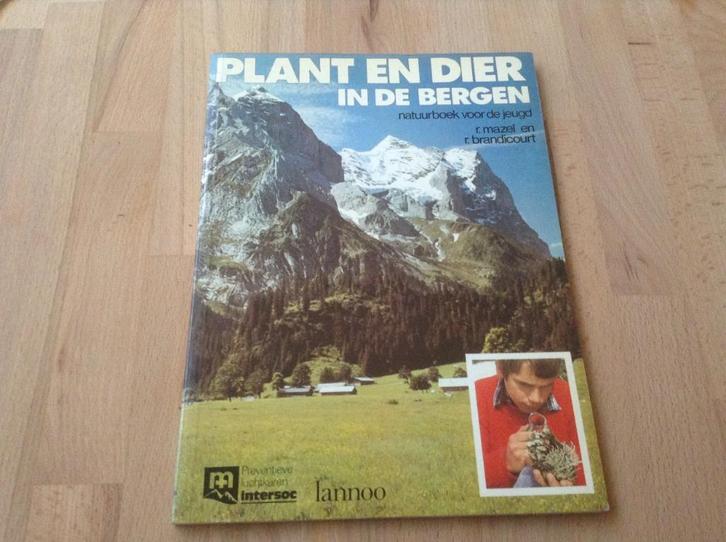 PLANT EN DIER
IN DE BERGEN
natuurboek voor de jeugd
r. mazel en
r. brandicourt
Preventieve
luchtkuren
intersoc
lannoo